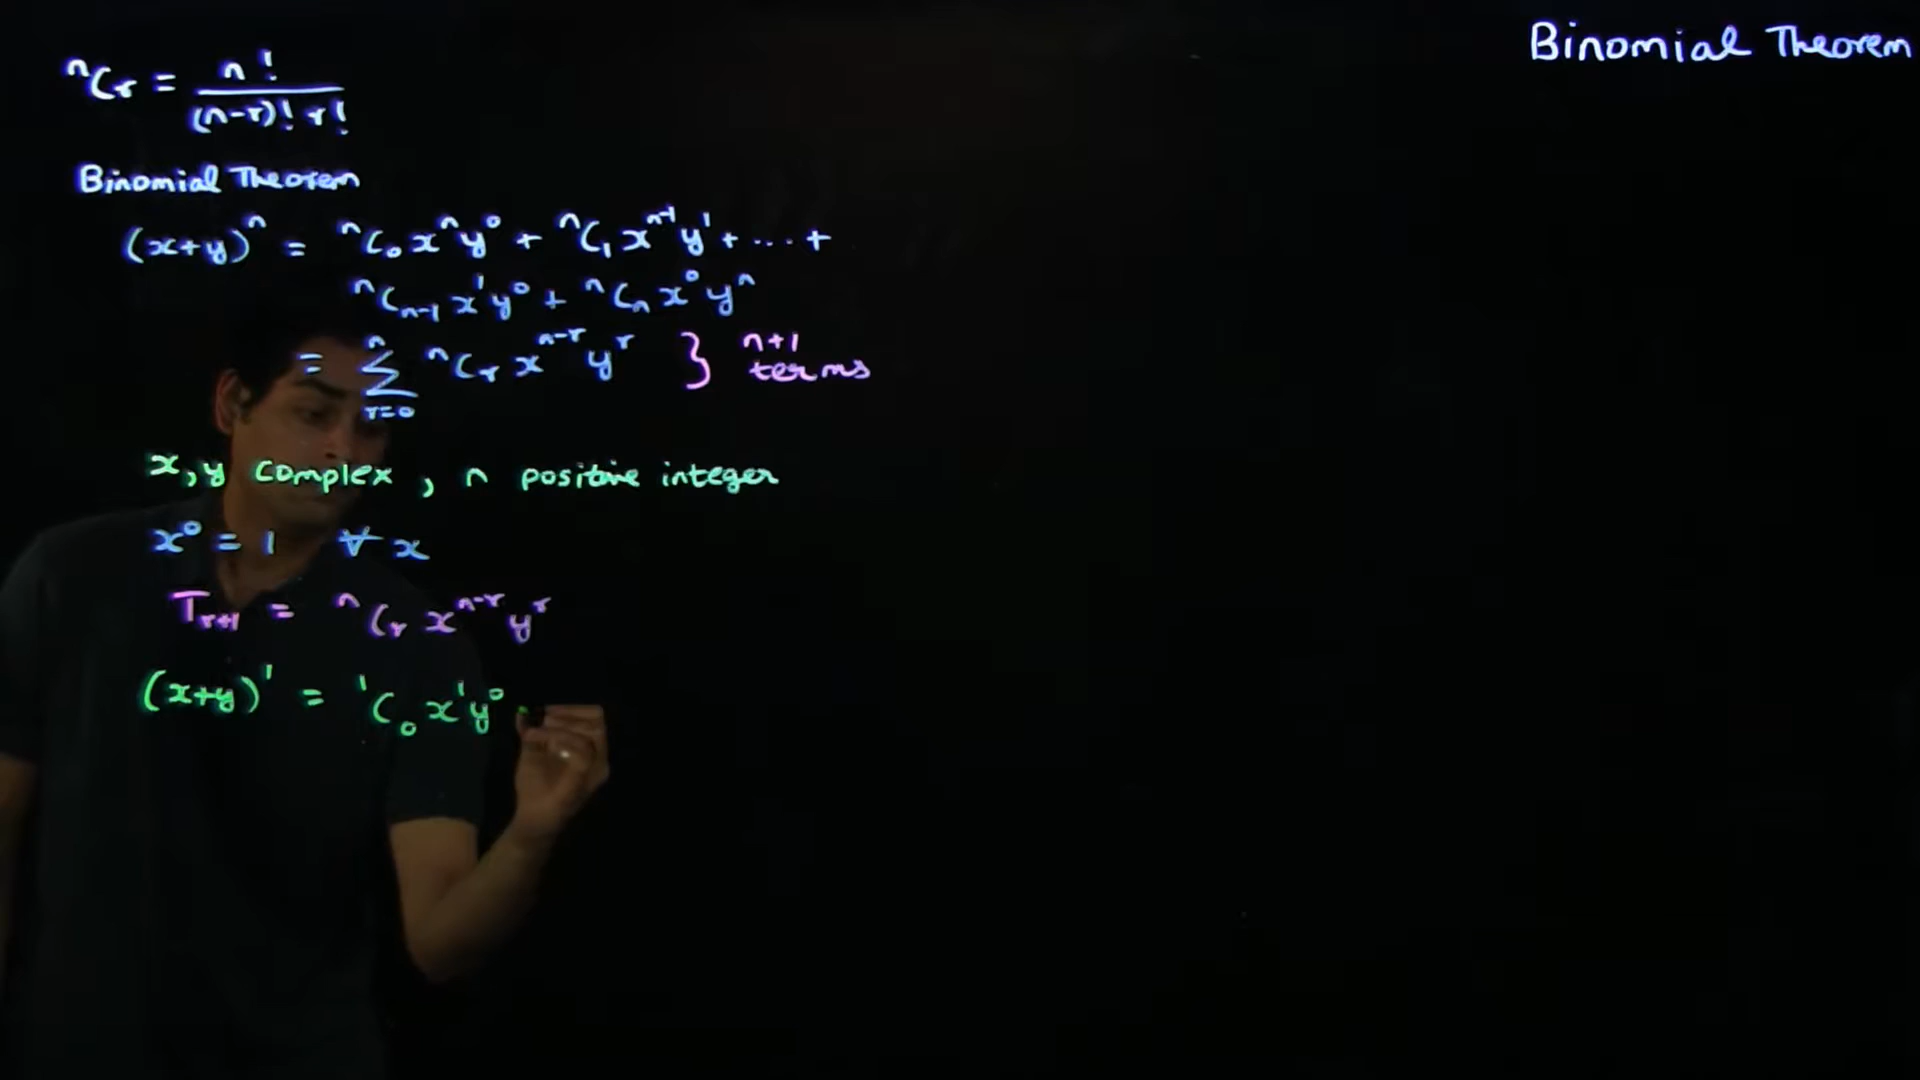 Binomial Theorem
ⁿCᵣ = n! / (n-r)! r!
Binomial Theorem
(x+y)ⁿ = ⁿC₀ xⁿ y⁰ + ⁿC₁ xⁿ⁻¹ y¹ + .... +
ⁿCₙ₋₁ x¹ y⁰ + ⁿCₙ x⁰ yⁿ
= ∑_{r=0}^{n} ⁿCᵣ xⁿ⁻ʳ yʳ } n+1 terms
x, y complex, n positive integer
x⁰ = 1 ∀ x
Tᵣ₊₁ = ⁿCᵣ xⁿ⁻ʳ yʳ
(x+y)¹ = ¹C₀ x¹ y⁰